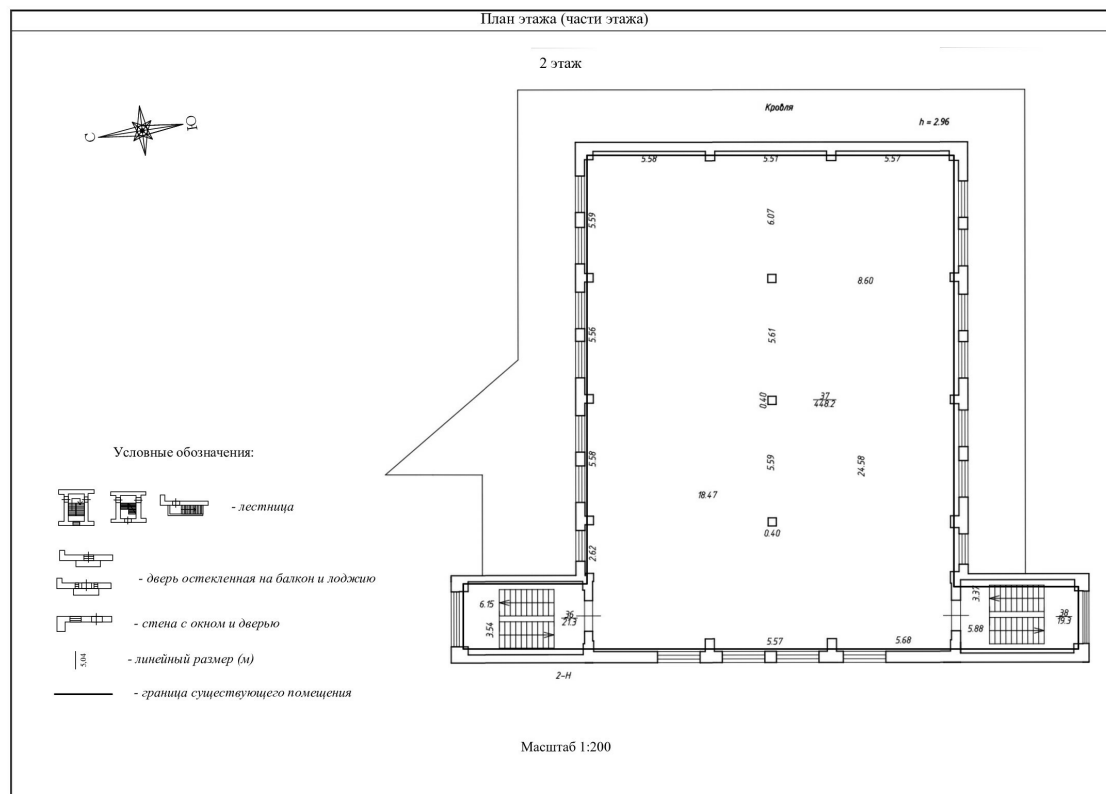 План этажа (части этажа)
2 этаж
Кровля
h = 2.96
С
Ю
5.58
5.57
5.57
5.59
6.07
8.60
5.56
5.61
0.40
37
448.2
5.58
5.59
24.58
18.47
0.40
2.62
6.15
3.54
36
21.3
3.37
5.88
38
19.3
5.57
5.68
2-Н
Условные обозначения:
- лестница
- дверь остекленная на балкон и лоджию
- стена с окном и дверью
5,04
- линейный размер (м)
- граница существующего помещения
Масштаб 1:200